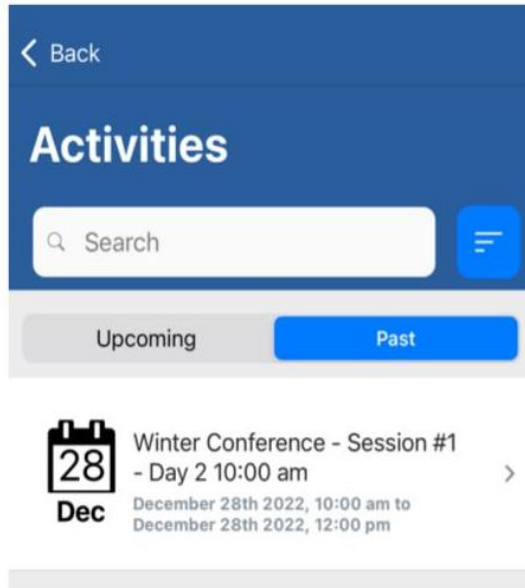 Back
Activities
Search
Upcoming
Past
28
Dec
Winter Conference - Session #1
- Day 2 10:00 am
December 28th 2022, 10:00 am to
December 28th 2022, 12:00 pm